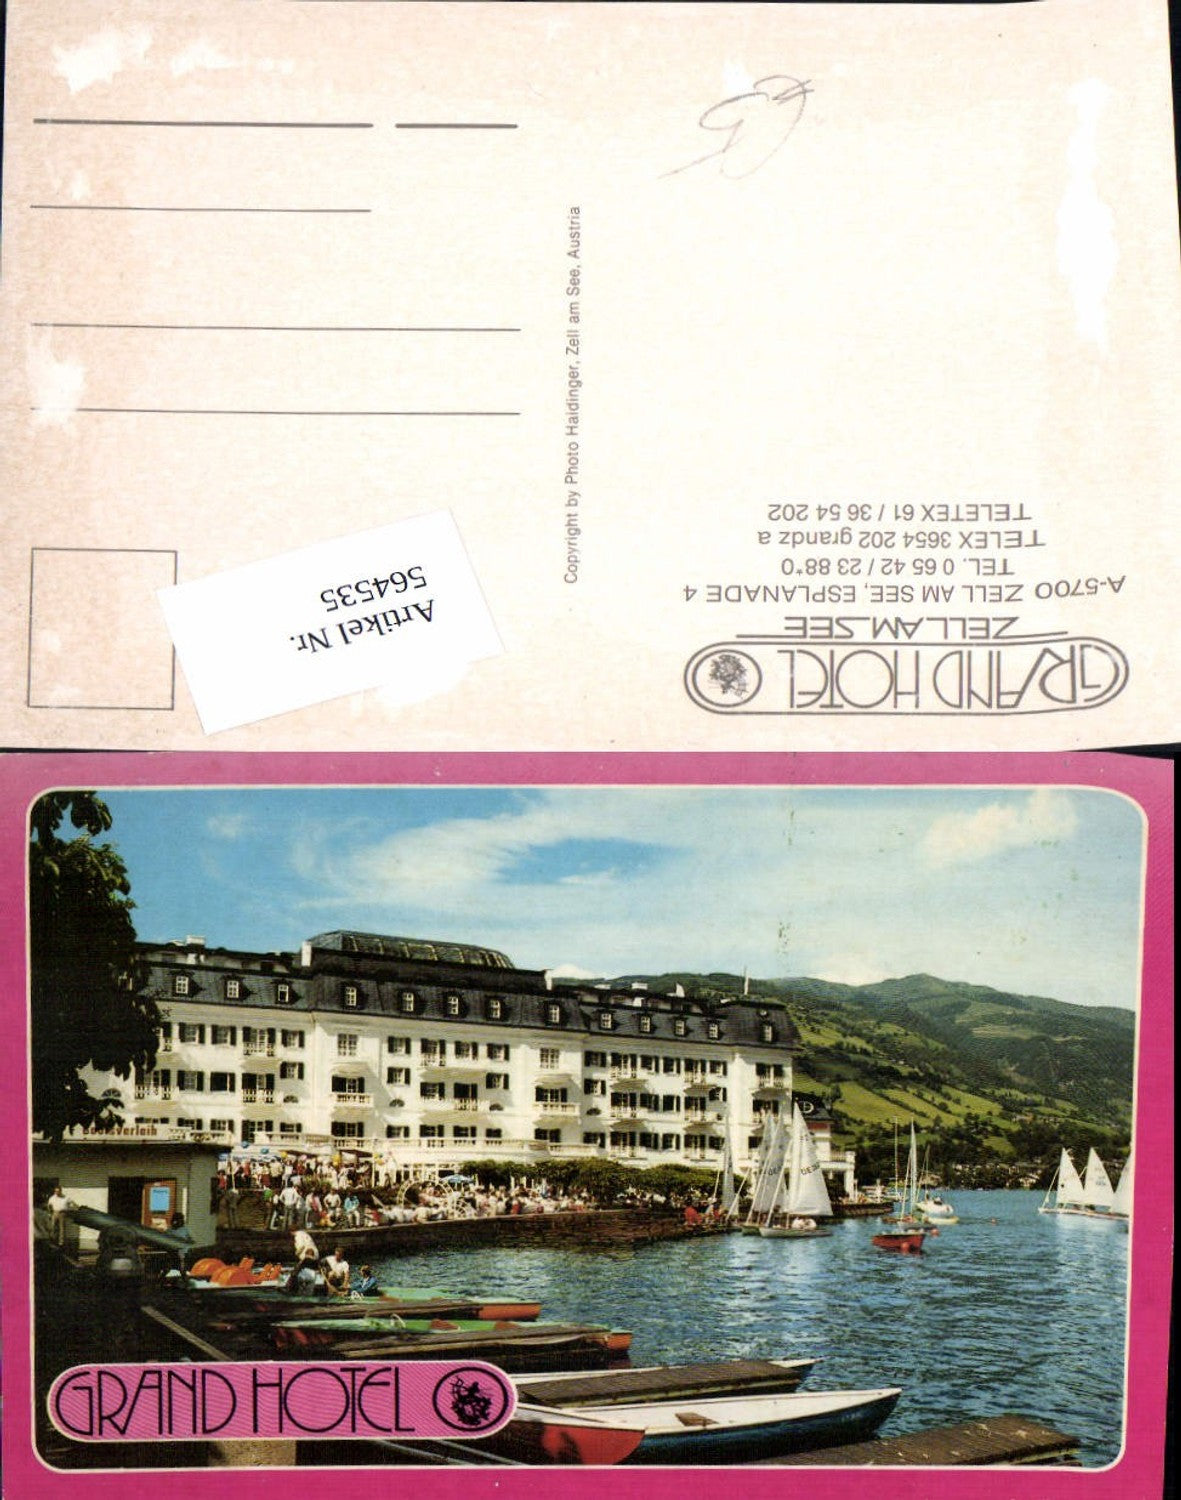 GRAND HOTEL
ZELL AM SEE
A-5700 ZELL AM SEE, ESPLANADE 4
TEL. 0 65 42 / 23 88*0
TELEX 3654 202 grandz a
TELETEX 61 / 36 54 202
Copyright by Photo Haidinger, Zell am See, Austria
Artikel Nr.
564535
Bootsverleih
GRAND HOTEL